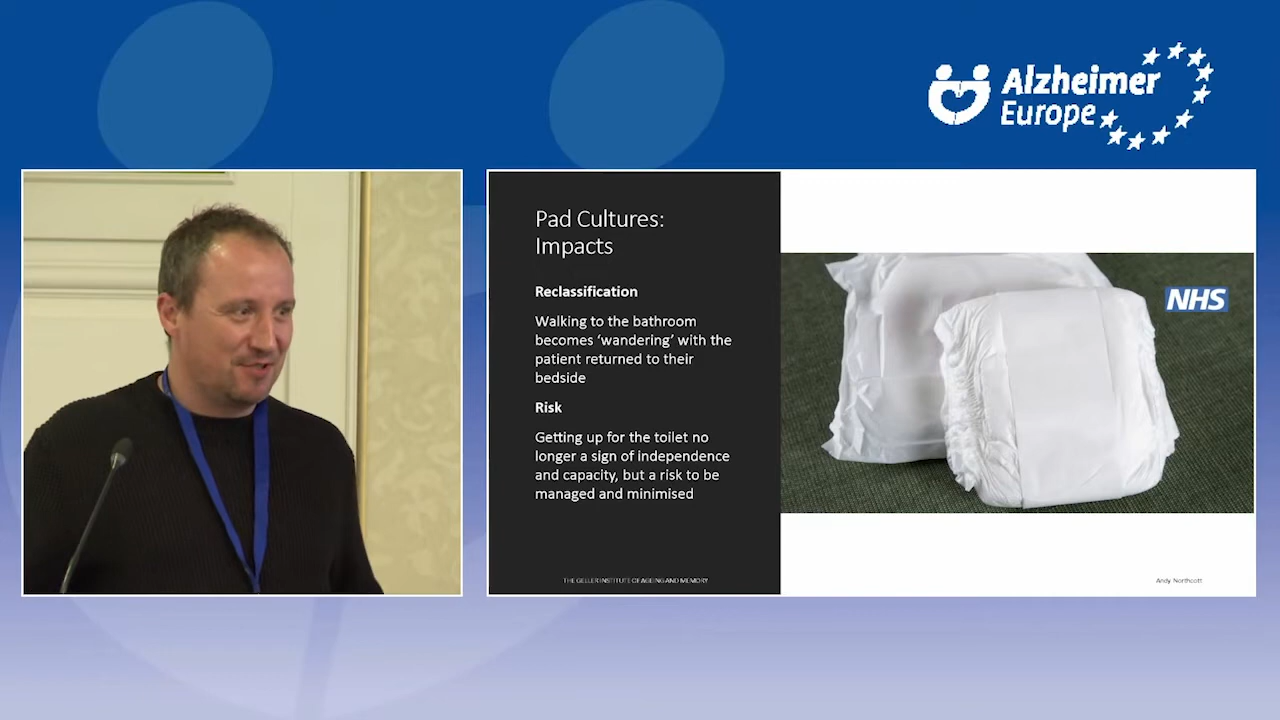 Alzheimer
Europe
Pad Cultures:
Impacts
Reclassification
Walking to the bathroom
becomes ‘wandering’ with the
patient returned to their
bedside
Risk
Getting up for the toilet no
longer a sign of independence
and capacity, but a risk to be
managed and minimised
THE GELLER INSTITUTE OF AGEING AND MEMORY
NHS
Andy Northcott